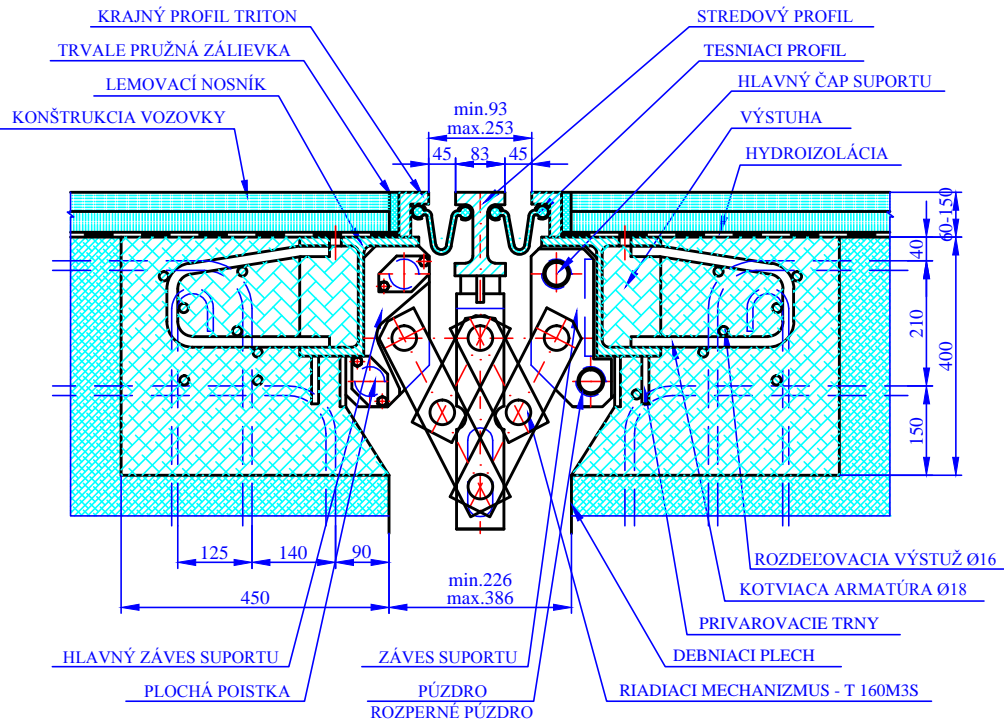 KRAJNÝ PROFIL TRITON
STREDOVÝ PROFIL
TRVALE PRUŽNÁ ZÁLIEVKA
TESNIACI PROFIL
LEMOVACÍ NOSNÍK
HLAVNÝ ČAP SUPORTU
KONŠTRUKCIA VOZOVKY
min.93
max.253
VÝSTUHA
45
83
45
HYDROIZOLÁCIA
60-150
40
210
400
150
125
140
90
450
min.226
max.386
ROZDEĽOVACIA VÝSTUŽ Ø16
KOTVIACA ARMATÚRA Ø18
PRIVAROVACIE TRNY
HLAVNÝ ZÁVES SUPORTU
ZÁVES SUPORTU
DEBNIACI PLECH
PLOCHÁ POISTKA
PÚZDRO
ROZPERNÉ PÚZDRO
RIADIACI MECHANIZMUS - T 160M3S